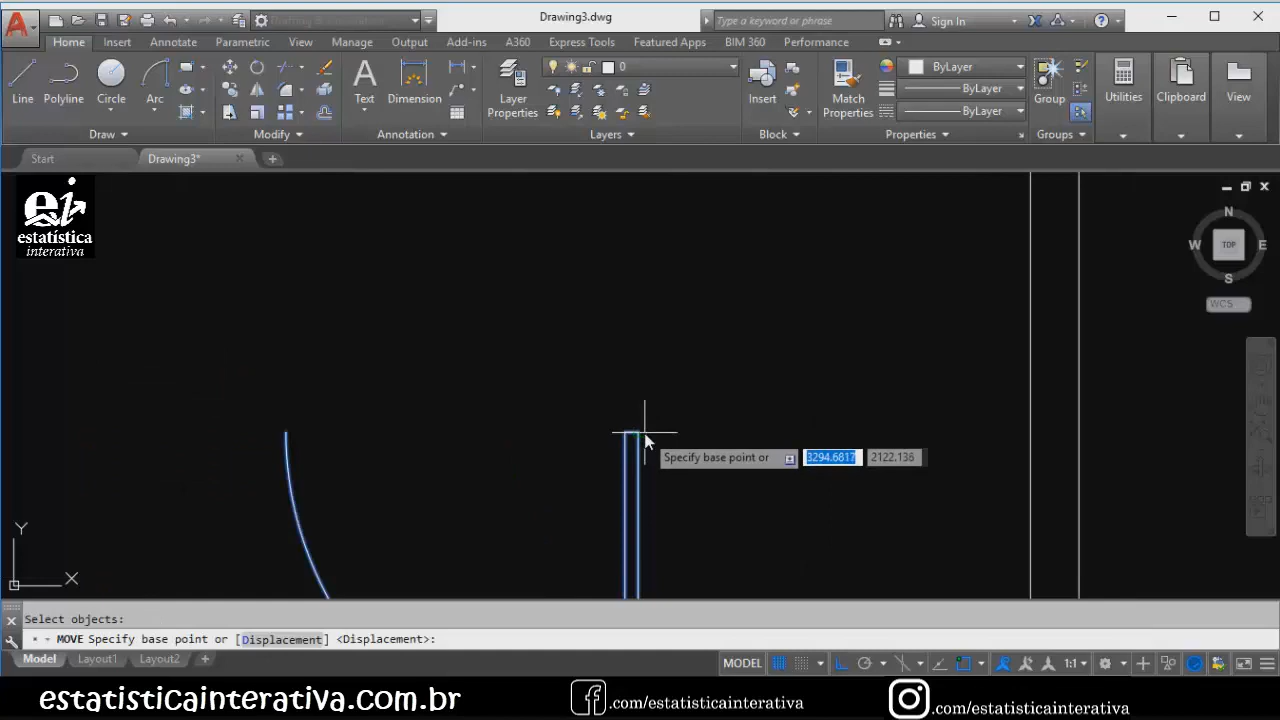 Drawing3.dwg
Type a keyword or phrase
Sign In
Home Insert Annotate Parametric View Manage Output Add-ins A360 Express Tools Featured Apps BIM 360 Performance
0
ByLayer
ByLayer
ByLayer
Line Polyline Circle Arc
Text Dimension
Layer
Properties
Insert
Match
Properties
Group
Utilities Clipboard View
Draw Modify Annotation Layers Block Properties Groups
Start Drawing3*
ei
estatística
interativa
N
W TOP E
S
WCS
Specify base point or 3294.6817 2122.136
Y
X
Select objects:
MOVE Specify base point or [Displacement] <Displacement>:
Model Layout1 Layout2 +
MODEL 1:1
estatisticainterativa.com.br f .com/estatisticainterativa .com/estatisticainterativa